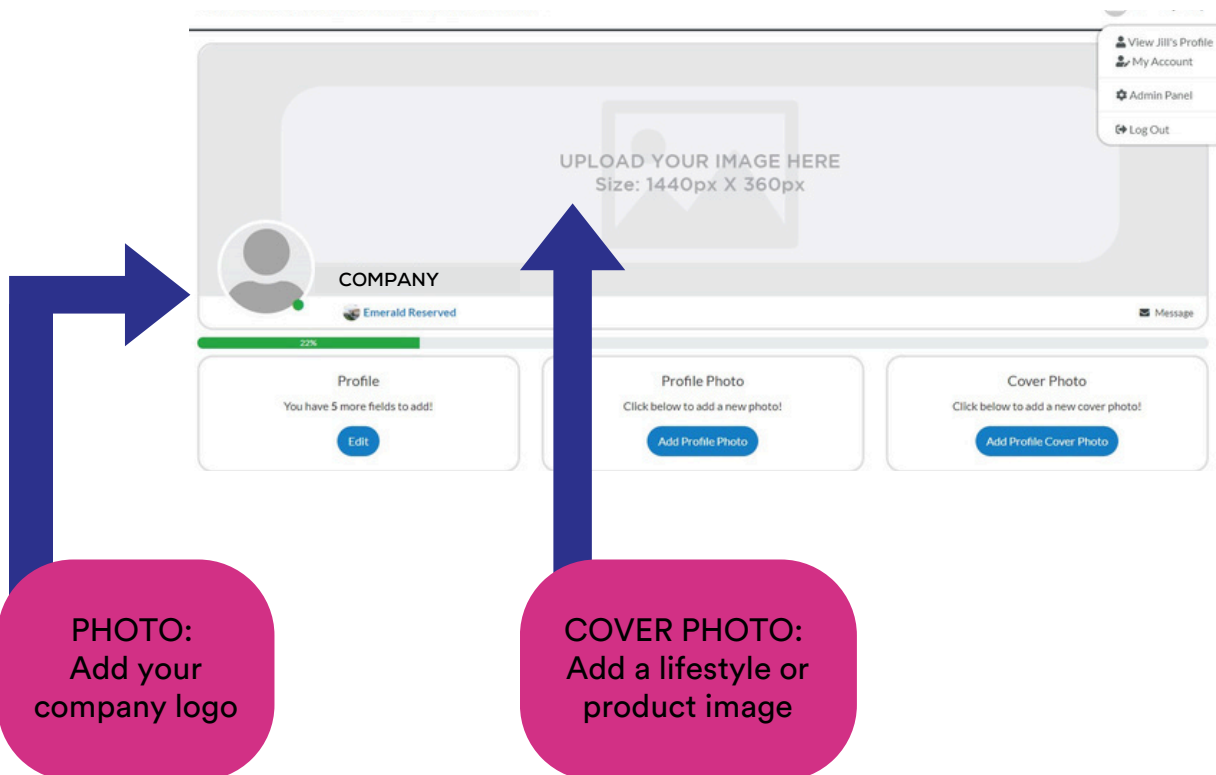 View Jill's Profile
My Account
Admin Panel
Log Out
UPLOAD YOUR IMAGE HERE
Size: 1440px X 360px
COMPANY
Emerald Reserved
Message
22%
Profile
You have 5 more fields to add!
Edit
Profile Photo
Click below to add a new photo!
Add Profile Photo
Cover Photo
Click below to add a new cover photo!
Add Profile Cover Photo
PHOTO:
Add your
company logo
COVER PHOTO:
Add a lifestyle or
product image